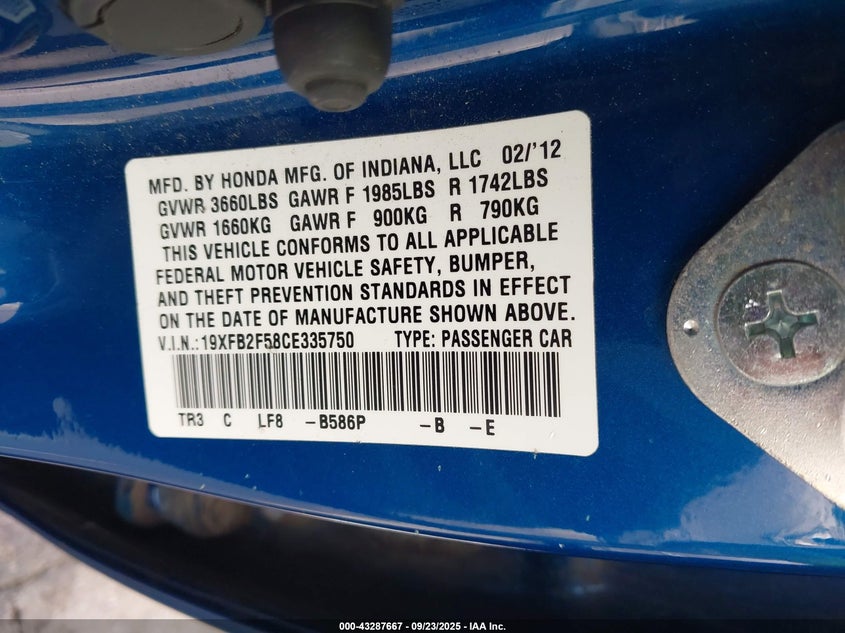 MFD. BY HONDA MFG. OF INDIANA, LLC 02/'12
GVWR 3660LBS GAWR F 1985LBS R 1742LBS
GVWR 1660KG GAWR F 900KG R 790KG
THIS VEHICLE CONFORMS TO ALL APPLICABLE
FEDERAL MOTOR VEHICLE SAFETY, BUMPER,
AND THEFT PREVENTION STANDARDS IN EFFECT
ON THE DATE OF MANUFACTURE SHOWN ABOVE.
V.I.N.:19XFB2F58CE335750 TYPE: PASSENGER CAR
TR3 C LF8 -B586P -B -E
000-43287667 - 09/23/2025 - IAA Inc.